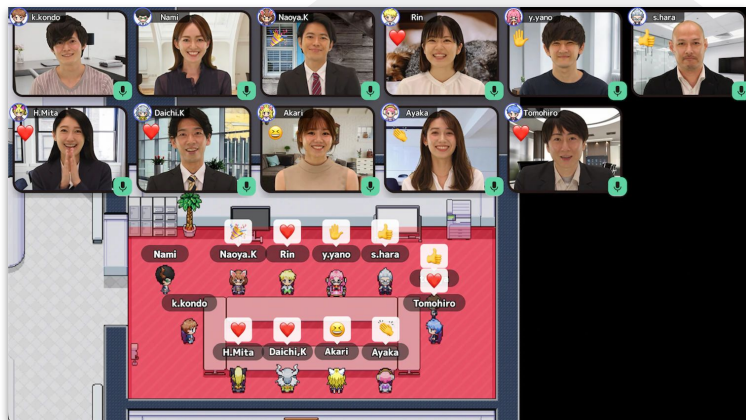 k.kondo
Nami
Naoya.K
Rin
y.yano
s.hara
H.Mita
Daichi.K
Akari
Ayaka
Tomohiro
Nami
Naoya.K
Rin
y.yano
s.hara
k.kondo
Tomohiro
H.Mita
Daichi,K
Akari
Ayaka